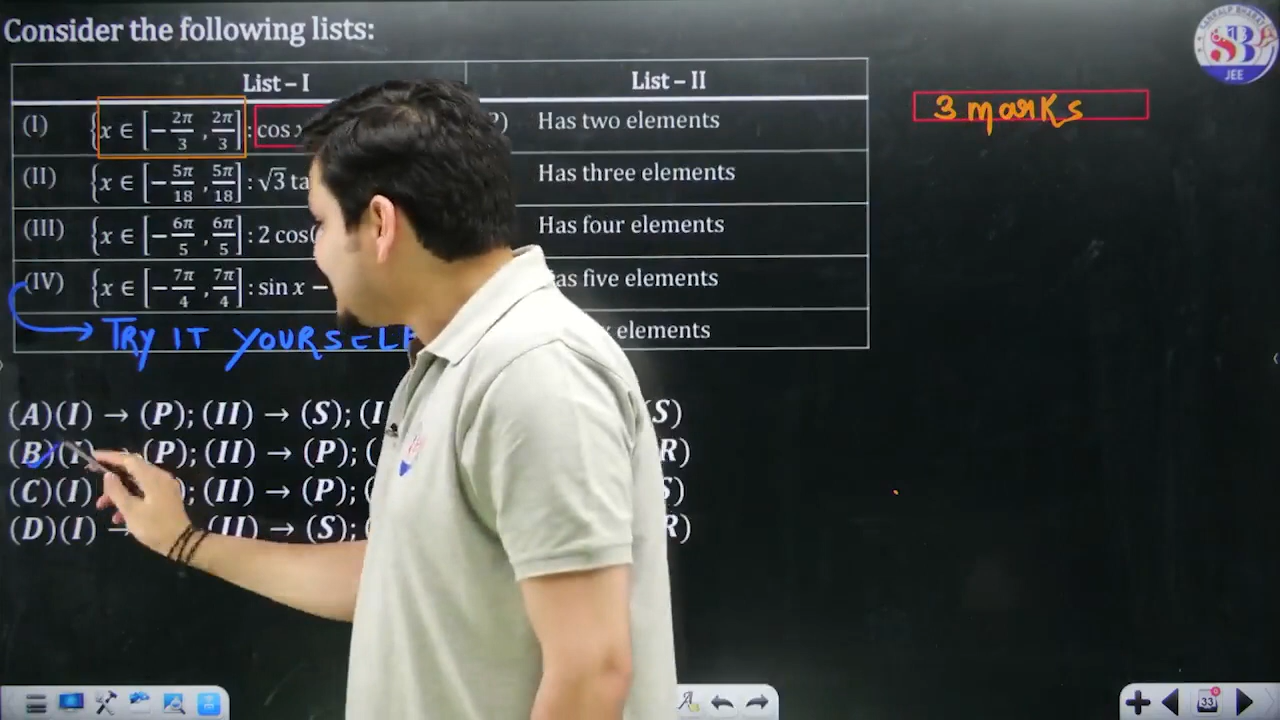 Consider the following lists:
List – I List – II
(I) {x ∈ [−2π/3, 2π/3] : cos x Has two elements
(II) {x ∈ [−5π/18, 5π/18] : √3 ta Has three elements
(III) {x ∈ [−6π/5, 6π/5] : 2 cos( Has four elements
(IV) {x ∈ [−7π/4, 7π/4] : sin x − as five elements
elements
TRY IT YOURSELF
3 marks
(A)(I) → (P); (II) → (S); (I S)
(B)(I) → (P); (II) → (P); ( R)
(C)(I) ; (II) → (P); ( S)
(D)(I) → (II) → (S); ( R)
SB
JEE
33